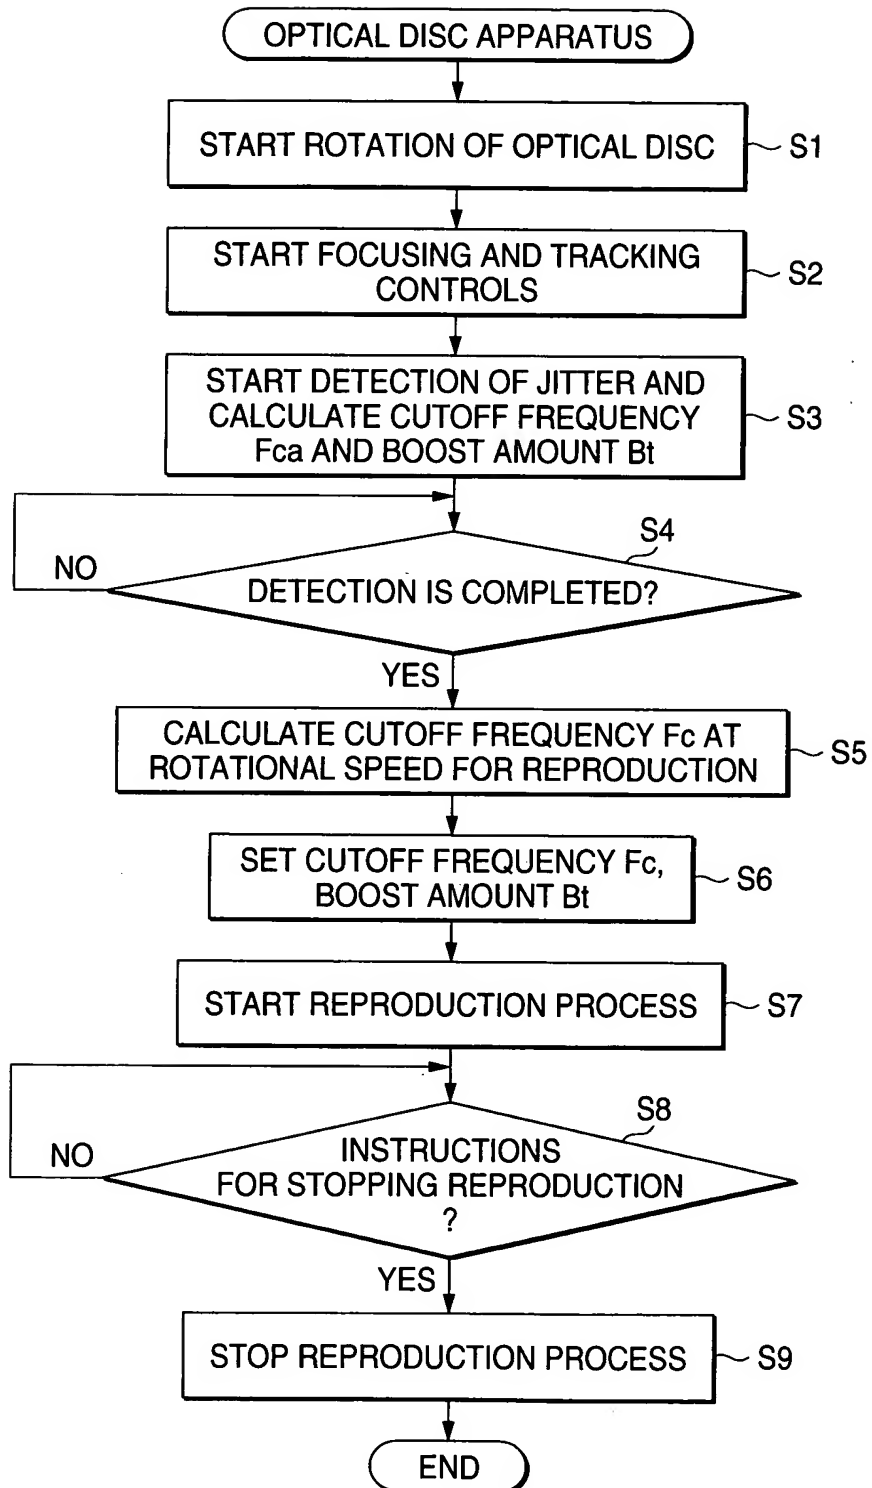 OPTICAL DISC APPARATUS
START ROTATION OF OPTICAL DISC
S1
START FOCUSING AND TRACKING
CONTROLS
S2
START DETECTION OF JITTER AND
CALCULATE CUTOFF FREQUENCY
Fca AND BOOST AMOUNT Bt
S3
S4
NO
DETECTION IS COMPLETED?
YES
CALCULATE CUTOFF FREQUENCY Fc AT
ROTATIONAL SPEED FOR REPRODUCTION
S5
SET CUTOFF FREQUENCY Fc,
BOOST AMOUNT Bt
S6
START REPRODUCTION PROCESS
S7
S8
NO
INSTRUCTIONS
FOR STOPPING REPRODUCTION
?
YES
STOP REPRODUCTION PROCESS
S9
END